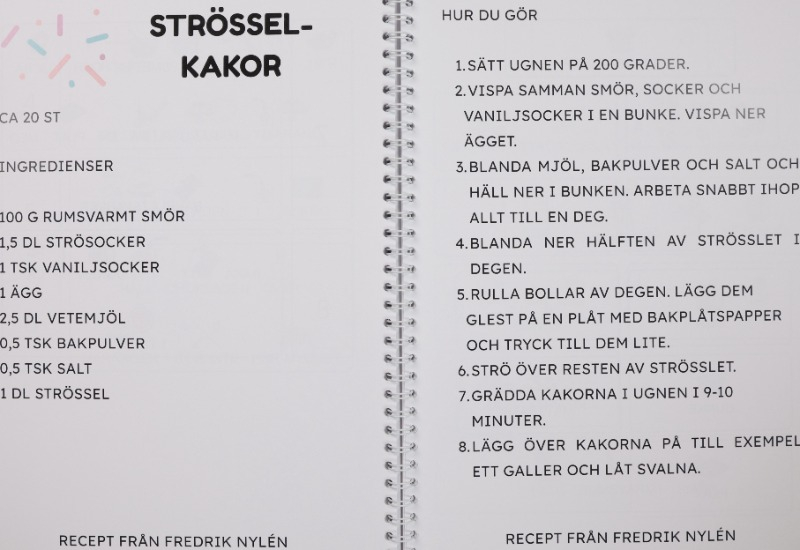 STRÖSSEL-
KAKOR
CA 20 ST
INGREDIENSER
100 G RUMSVARMT SMÖR
1,5 DL STRÖSOCKER
1 TSK VANILJSOCKER
1 ÄGG
2,5 DL VETEMJÖL
0,5 TSK BAKPULVER
0,5 TSK SALT
1 DL STRÖSSEL
RECEPT FRÅN FREDRIK NYLÉN
HUR DU GÖR
1.SÄTT UGNEN PÅ 200 GRADER.
2.VISPA SAMMAN SMÖR, SOCKER OCH
VANILJSOCKER I EN BUNKE. VISPA NER
ÄGGET.
3.BLANDA MJÖL, BAKPULVER OCH SALT OCH
HÄLL NER I BUNKEN. ARBETA SNABBT IHOP
ALLT TILL EN DEG.
4.BLANDA NER HÄLFTEN AV STRÖSSLET I
DEGEN.
5.RULLA BOLLAR AV DEGEN. LÄGG DEM
GLEST PÅ EN PLÅT MED BAKPLÅTSPAPPER
OCH TRYCK TILL DEM LITE.
6.STRÖ ÖVER RESTEN AV STRÖSSLET.
7.GRÄDDA KAKORNA I UGNEN I 9-10
MINUTER.
8.LÄGG ÖVER KAKORNA PÅ TILL EXEMPEL
ETT GALLER OCH LÅT SVALNA.
RECEPT FRÅN FREDRIK NYLÉN